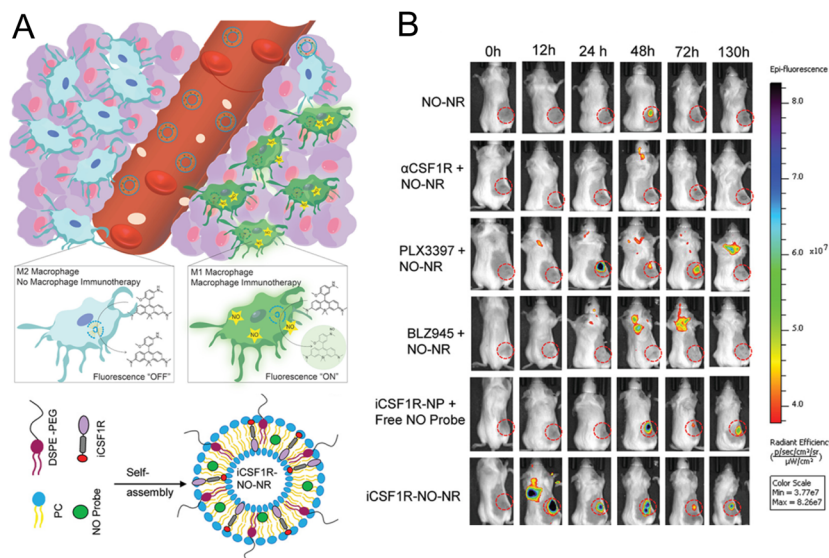 A
M2 Macrophage
No Macrophage Immunotherapy
Fluorescence "OFF"
M1 Macrophage
Macrophage Immunotherapy
NO
NO
NO
Fluorescence "ON"
DSPE -PEG
iCSF1R
PC
NO Probe
Self-
assembly
iCSF1R-
NO-NR
B
0h 12h 24 h 48h 72h 130h
NO-NR
αCSF1R +
NO-NR
PLX3397 +
NO-NR
BLZ945 +
NO-NR
iCSF1R-NP +
Free NO Probe
iCSF1R-NO-NR
Epi-fluorescence
8.0
6.0
x10⁷
5.0
4.0
Radiant Efficienc
(p/sec/cm²/sr
µW/cm²)
Color Scale
Min = 3.77e7
Max = 8.26e7